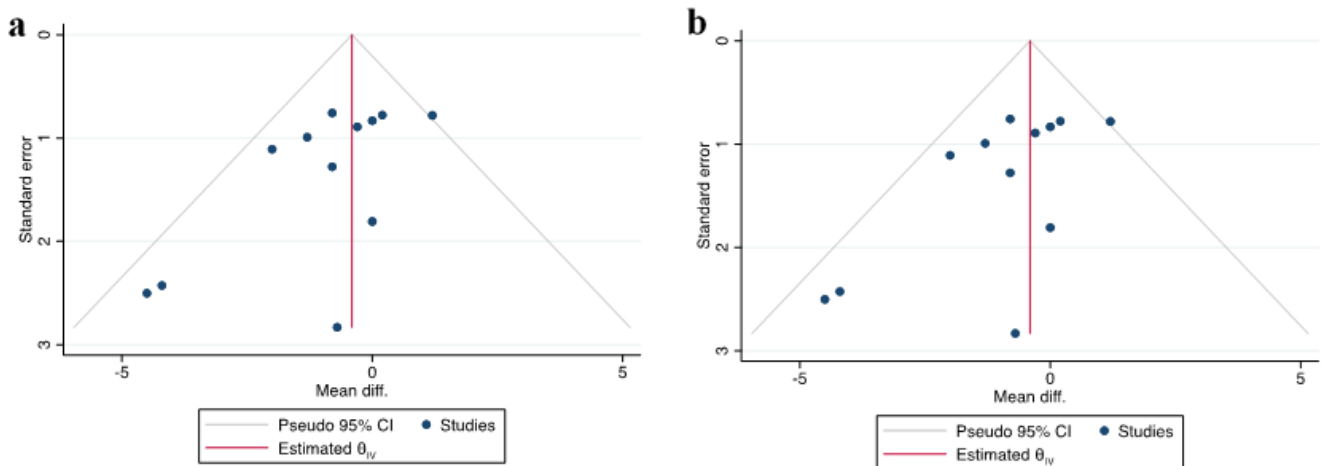 a
0
1
2
3
Standard error
-5
0
5
Mean diff.
Pseudo 95% CI
Studies
Estimated θIV
b
0
1
2
3
Standard error
-5
0
5
Mean diff.
Pseudo 95% CI
Studies
Estimated θIV